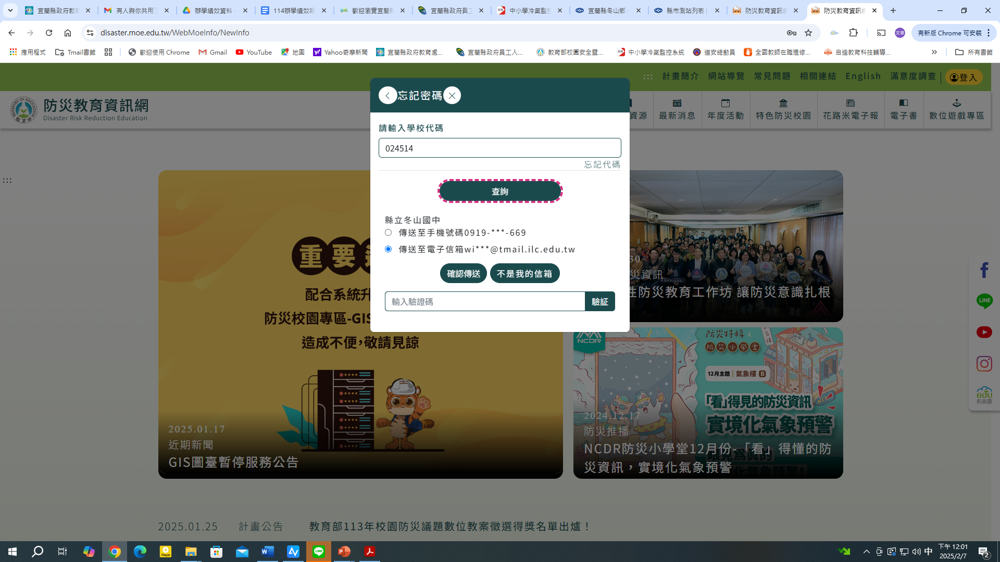 宜蘭縣政府教育
有人與你共用了
辦學績效資料 -
114辦學績效報
歡迎瀏覽宜蘭縣
宜蘭縣政府員工
中小學冷氣監控
宜蘭縣冬山鄉 -
縣市測站列表 |
防災教育資訊網
防災教育資訊網
disaster.moe.edu.tw/WebMoeInfo/NewInfo
文章
有新版 Chrome 可安裝
應用程式
Tmail書籤
歡迎使用 Chrome
Gmail
YouTube
地圖
Yahoo奇摩新聞
宜蘭縣政府教育處...
宜蘭縣政府員工入...
教育部校園安全暨...
中小學冷氣監控系統
道安總動員
全國教師在職進修...
自造教育科技輔導...
所有書籤
計畫簡介
網站導覽
常見問題
相關連結
English
滿意度調查
登入
防災教育資訊網
Disaster Risk Reduction Education
資源
最新消息
年度活動
特色防災校園
花路米電子報
電子書
數位遊戲專區
忘記密碼
請輸入學校代碼
024514
忘記代碼
查詢
縣立冬山國中
傳送至手機號碼0919-***-669
傳送至電子信箱wi***@tmail.ilc.edu.tw
確認傳送
不是我的信箱
輸入驗證碼
驗証
重要
配合系統升
防災校園專區-GIS
造成不便,敬請見諒
2025.01.17
近期新聞
GIS圖臺暫停服務公告
30
災資訊
性防災教育工作坊 讓防災意識扎根
NCDR
防災特輯之
防災小學堂
12月主題 氣象樓 B
「看」得見的防災資訊
實境化氣象預警
2024.12.17
防災推播
NCDR防災小學堂12月份-「看」得懂的防
災資訊，實境化氣象預警
LINE
edu
教育雲
2025.01.25
計畫公告
教育部113年校園防災議題數位教案徵選得獎名單出爐！
Player
中
下午 12:01
2025/2/7
2